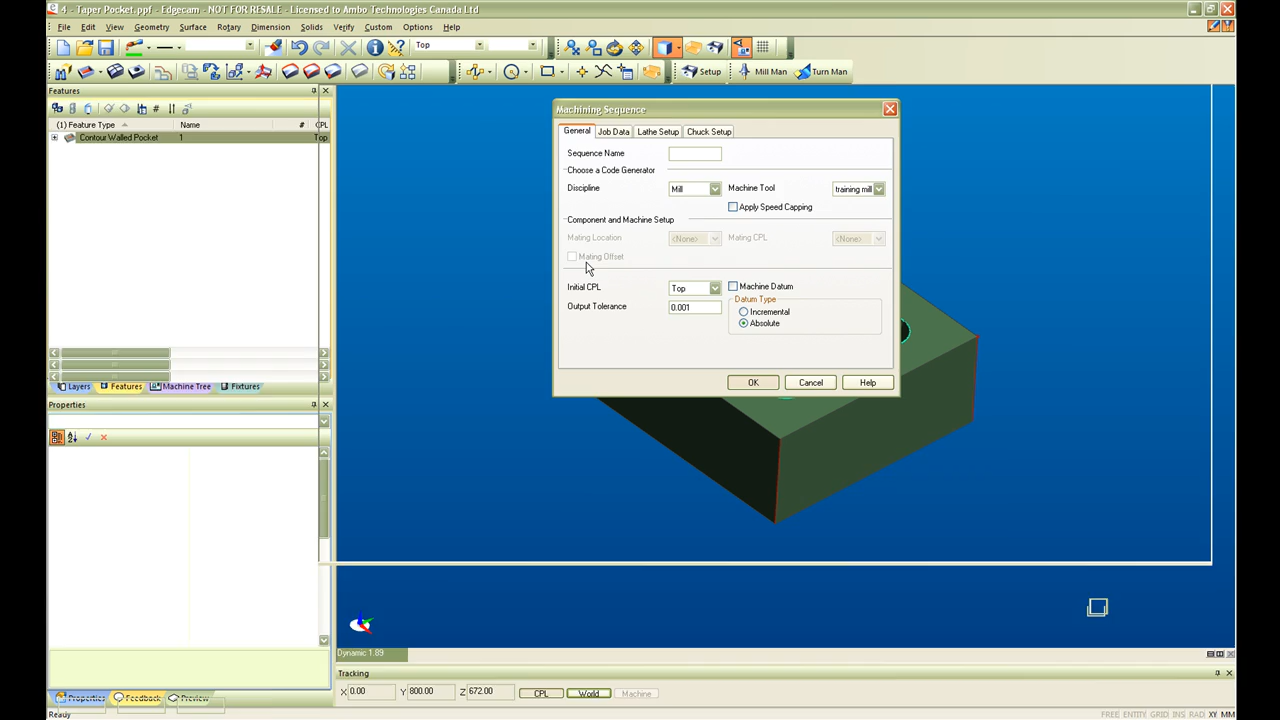 4 - Taper Pocket.ppf - Edgecam - NOT FOR RESALE - Licensed to Ambo Technologies Canada Ltd
File Edit View Geometry Surface Rotary Dimension Solids Verify Custom Options Help
Top
Setup Mill Man Turn Man
Features
(1) Feature Type Name # CPL
Contour Walled Pocket 1 Top
Layers Features Machine Tree Fixtures
Properties
Properties Feedback Preview
Ready
Machining Sequence
General Job Data Lathe Setup Chuck Setup
Sequence Name
Choose a Code Generator
Discipline Mill Machine Tool training mill
Apply Speed Capping
Component and Machine Setup
Mating Location <None> Mating CPL <None>
Mating Offset
Initial CPL Top Machine Datum
Datum Type
Output Tolerance 0.001 Incremental
Absolute
OK Cancel Help
Dynamic 1.89
Tracking
X 0.00 Y 800.00 Z 672.00 CPL World Machine
FREE ENTITY GRID INS RAD XY MM